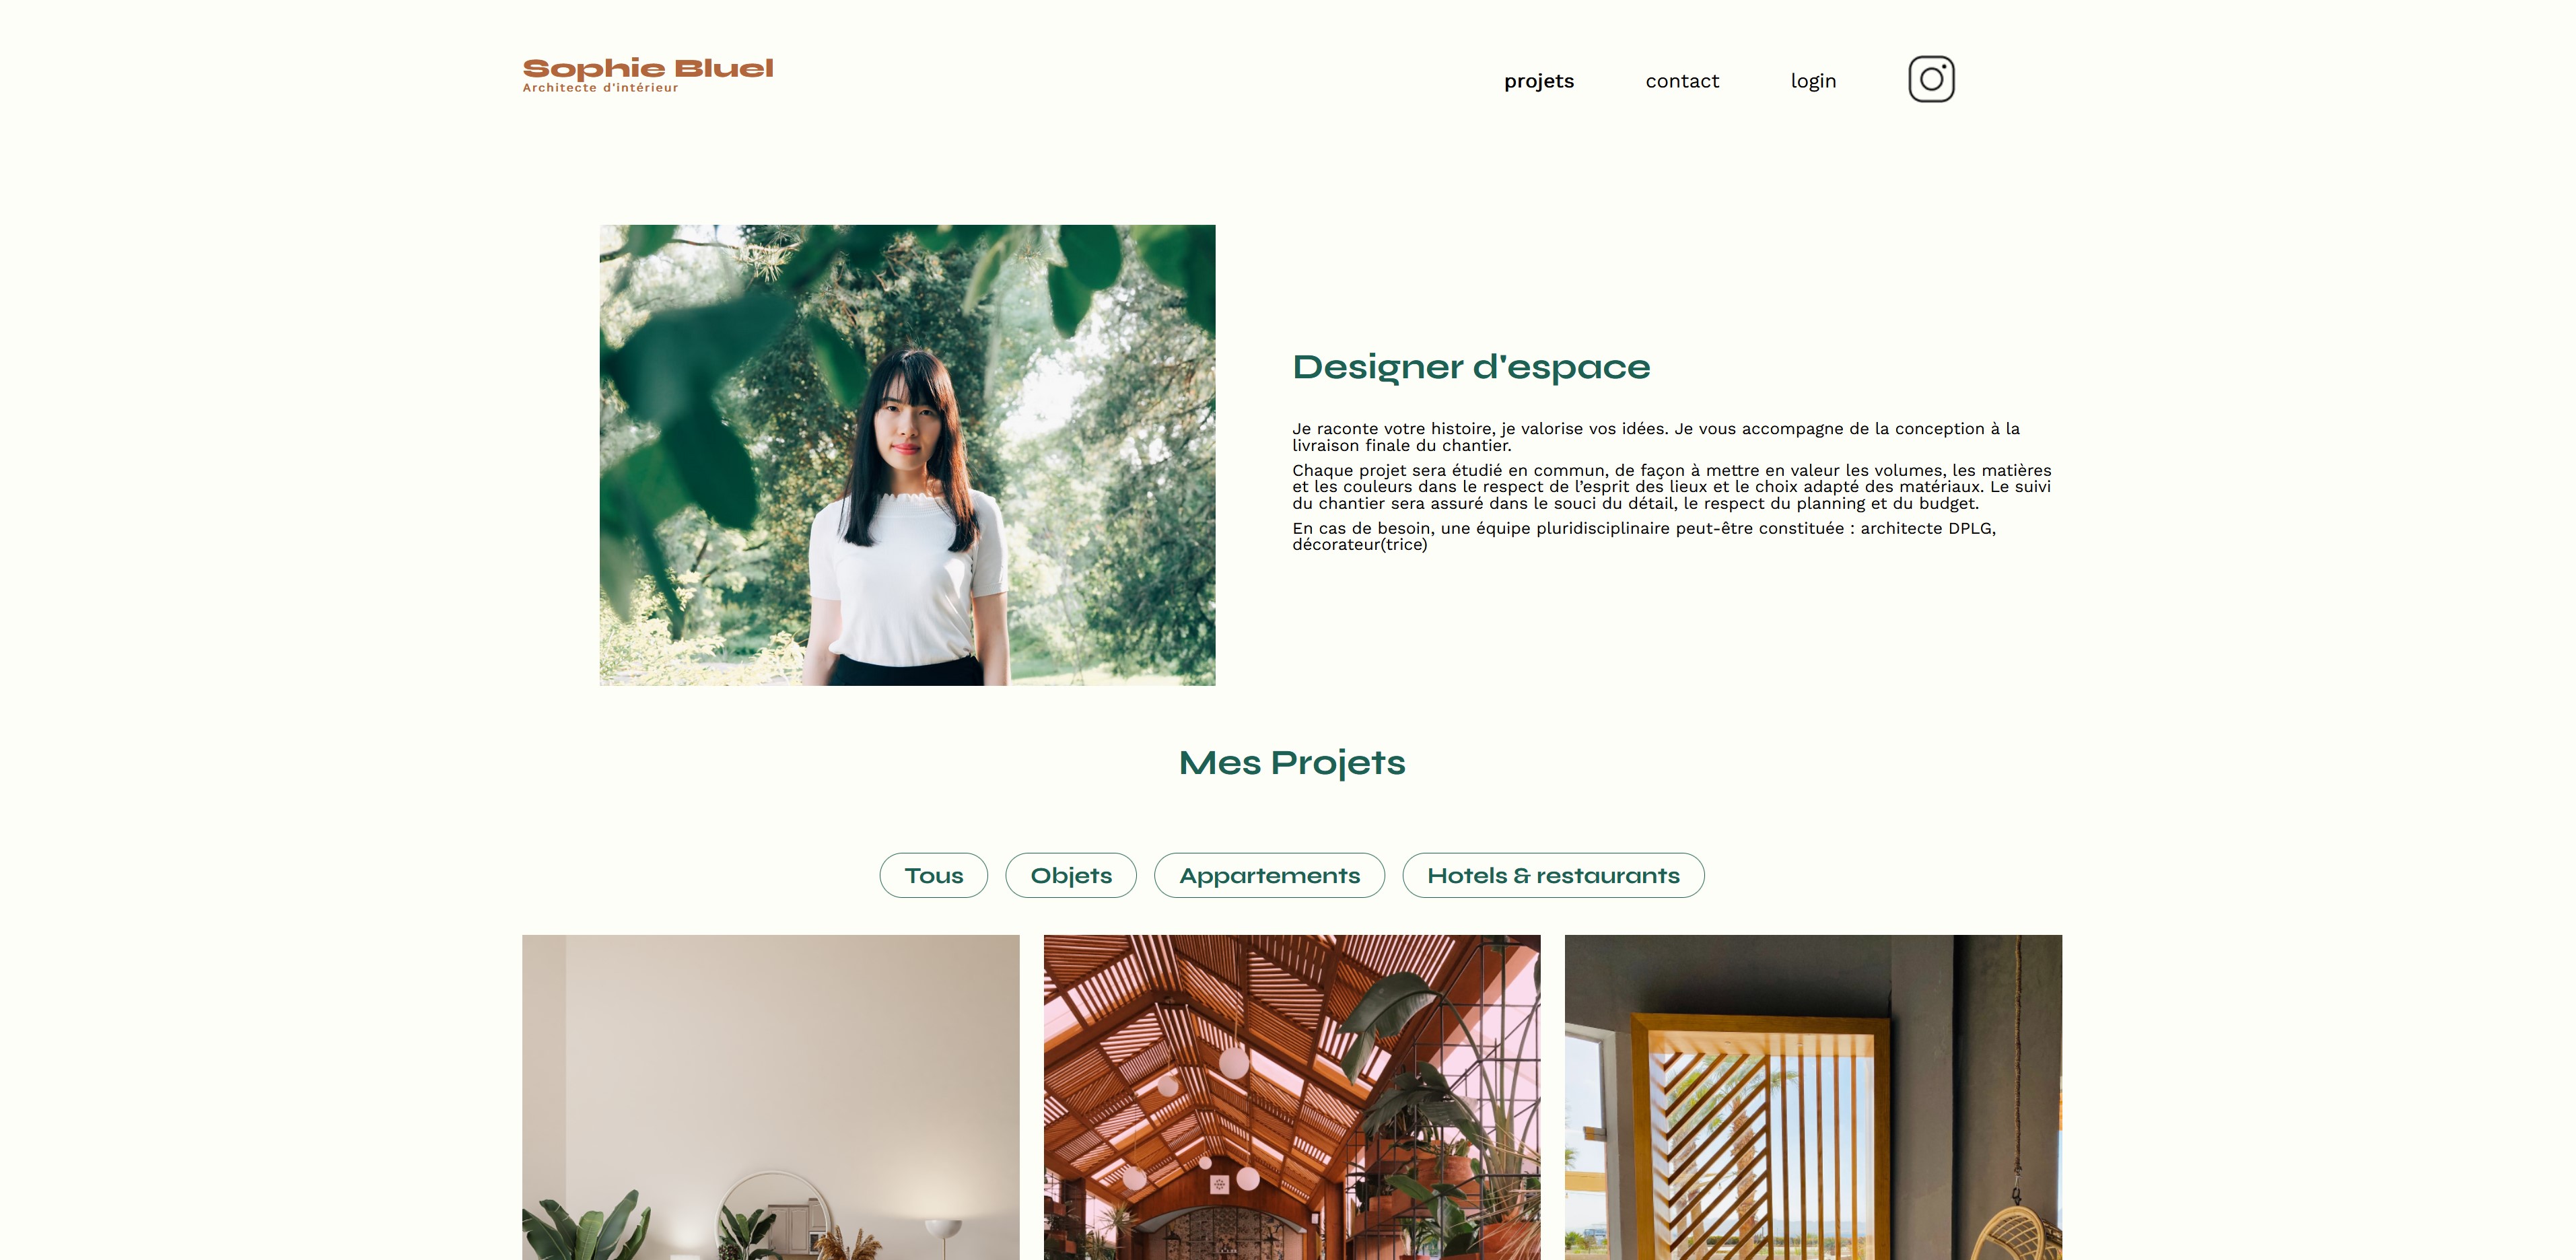 Sophie Bluel
Architecte d'intérieur
projets
contact
login
Designer d'espace
Je raconte votre histoire, je valorise vos idées. Je vous accompagne de la conception à la
livraison finale du chantier.
Chaque projet sera étudié en commun, de façon à mettre en valeur les volumes, les matières
et les couleurs dans le respect de l’esprit des lieux et le choix adapté des matériaux. Le suivi
du chantier sera assuré dans le souci du détail, le respect du planning et du budget.
En cas de besoin, une équipe pluridisciplinaire peut-être constituée : architecte DPLG,
décorateur(trice)
Mes Projets
Tous
Objets
Appartements
Hotels & restaurants